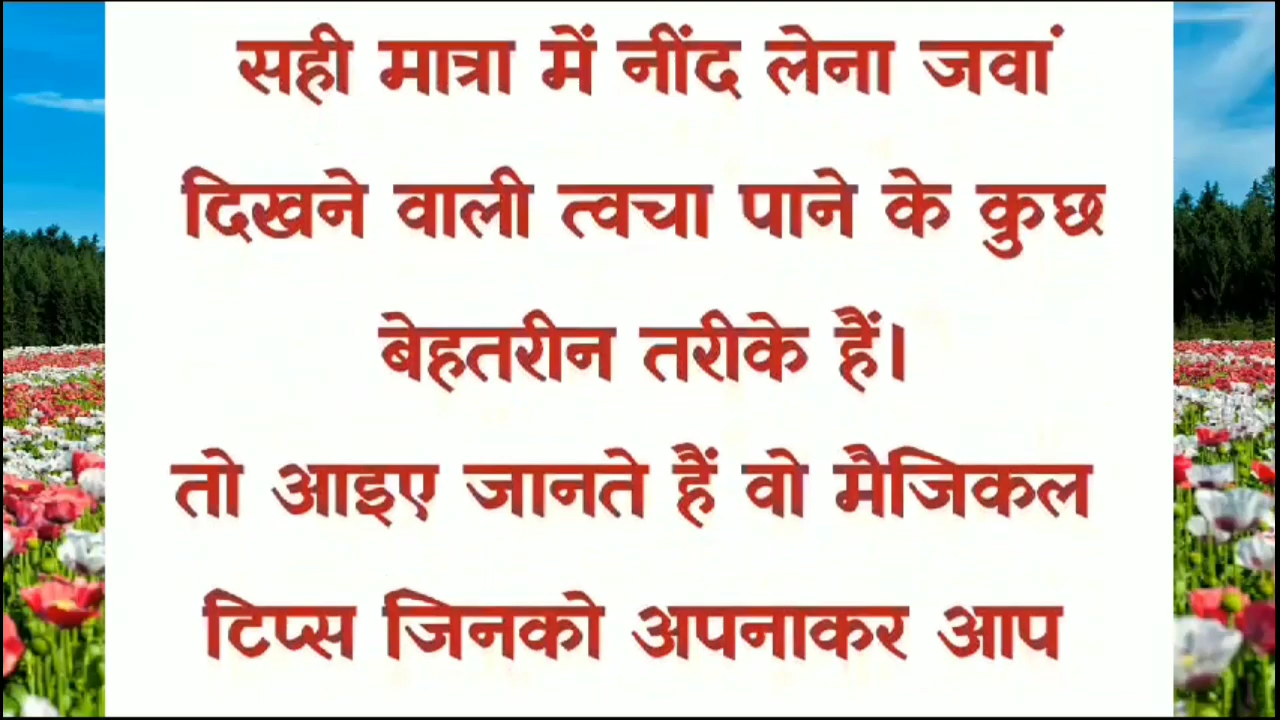 सही मात्रा में नींद लेना जवां
दिखने वाली त्वचा पाने के कुछ
बेहतरीन तरीके हैं।
तो आइए जानते हैं वो मैजिकल
टिप्स जिनको अपनाकर आप